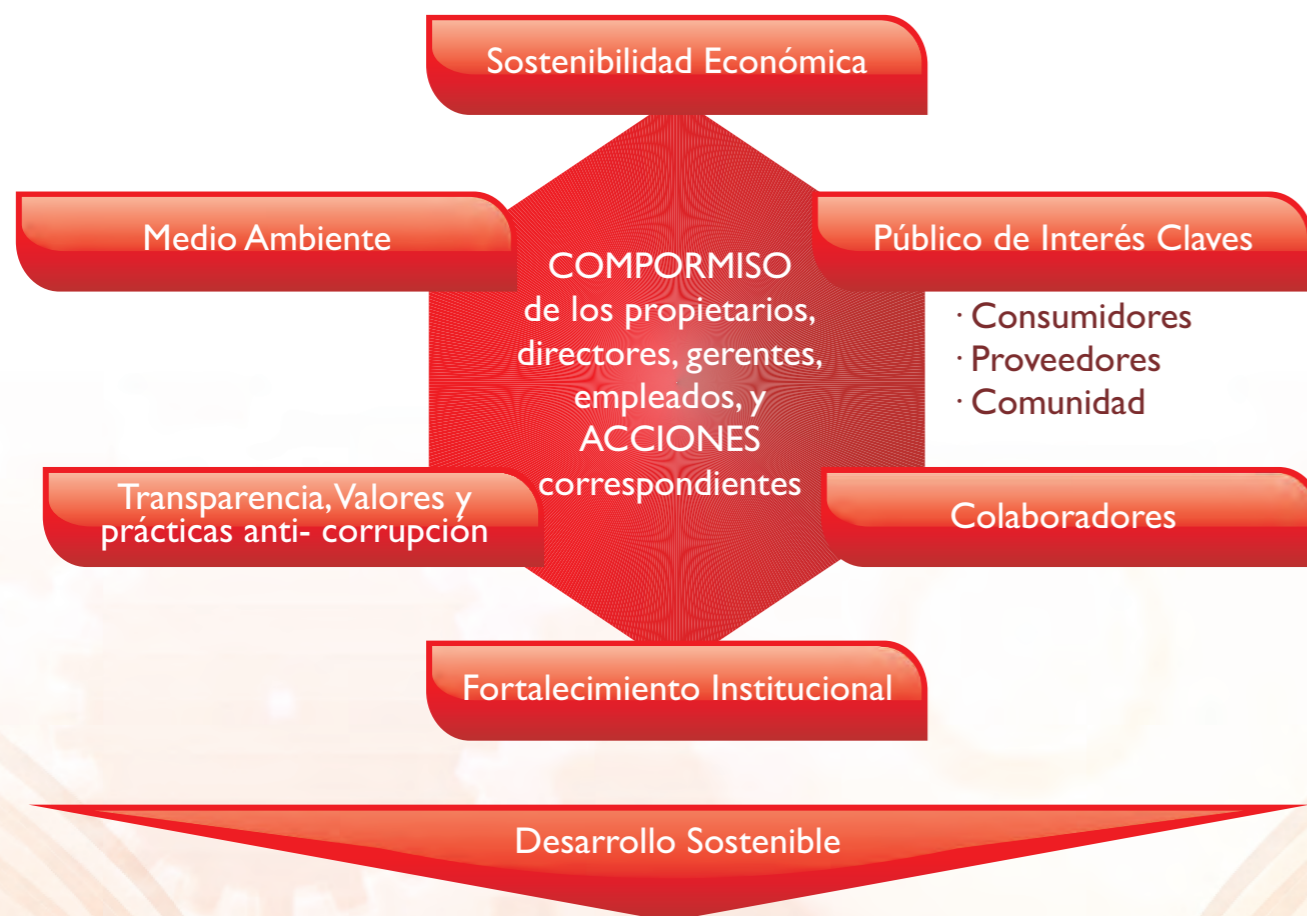 Sostenibilidad Económica
Medio Ambiente
Público de Interés Claves
· Consumidores
· Proveedores
· Comunidad
COMPORMISO
de los propietarios,
directores, gerentes,
empleados, y
ACCIONES
correspondientes
Transparencia, Valores y
prácticas anti- corrupción
Colaboradores
Fortalecimiento Institucional
Desarrollo Sostenible